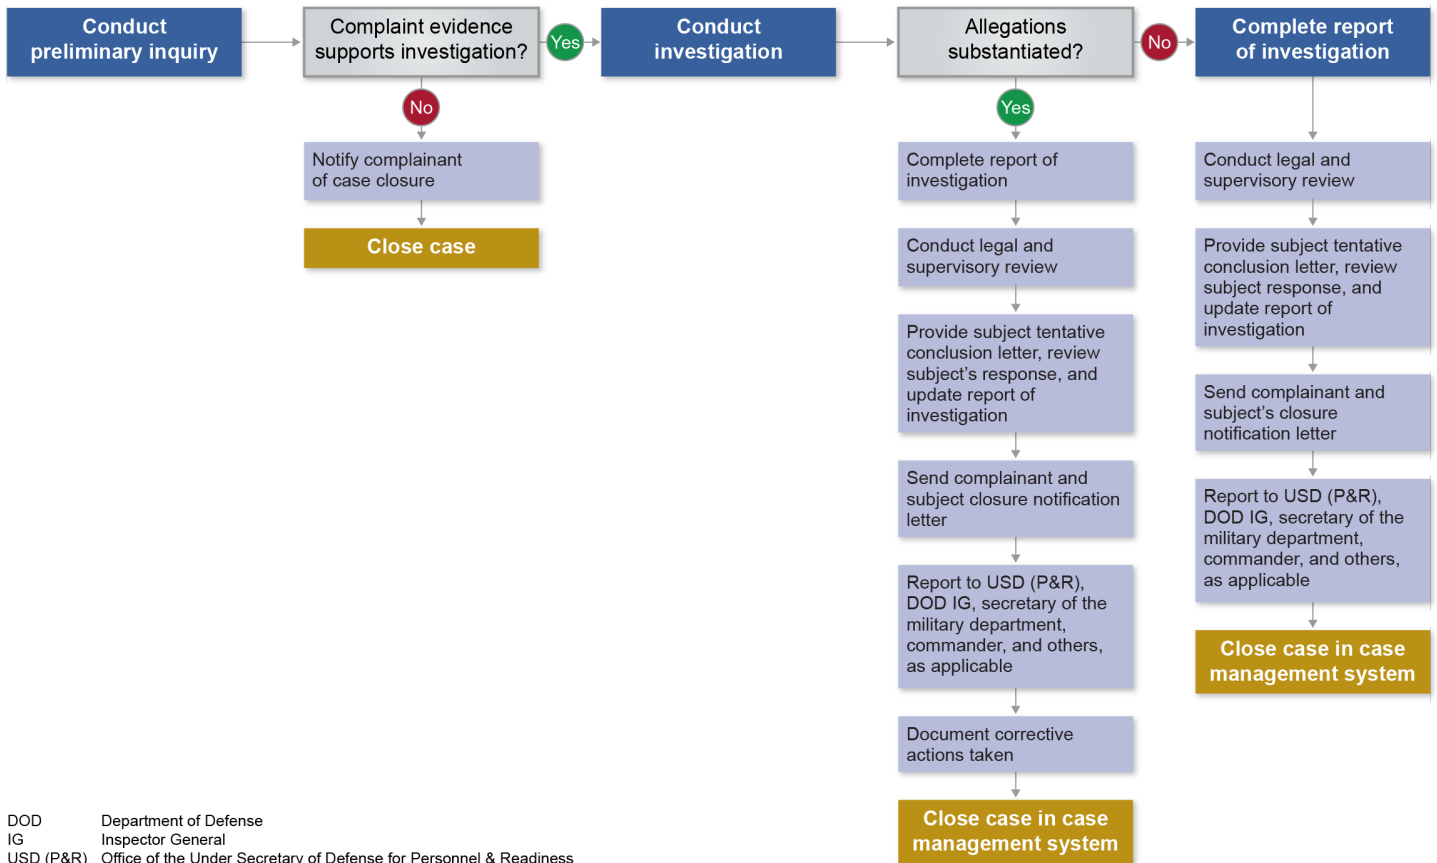 Conduct
preliminary inquiry
Complaint evidence
supports investigation?
Yes
Conduct
investigation
Allegations
substantiated?
No
Complete report
of investigation
No
Notify complainant
of case closure
Close case
Yes
Complete report of
investigation
Conduct legal and
supervisory review
Provide subject tentative
conclusion letter, review
subject's response, and
update report of
investigation
Send complainant and
subject closure notification
letter
Report to USD (P&R),
DOD IG, secretary of the
military department,
commander, and others,
as applicable
Document corrective
actions taken
Close case in case
management system
Conduct legal and
supervisory review
Provide subject tentative
conclusion letter, review
subject response, and
update report of
investigation
Send complainant and
subject's closure
notification letter
Report to USD (P&R),
DOD IG, secretary of the
military department,
commander, and others,
as applicable
Close case in case
management system
DOD Department of Defense
IG Inspector General
USD (P&R) Office of the Under Secretary of Defense for Personnel & Readiness